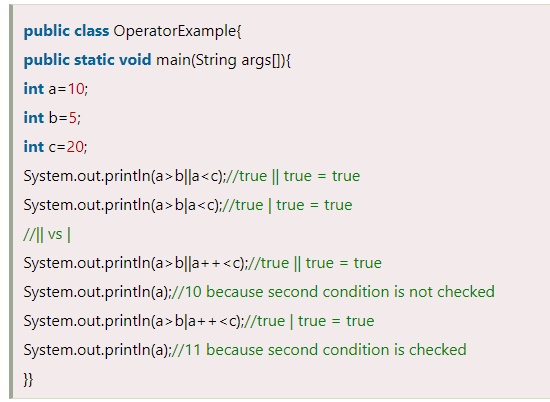 public class OperatorExample{
public static void main(String args[]){
int a=10;
int b=5;
int c=20;
System.out.println(a>b||a<c);//true || true = true
System.out.println(a>b|a<c);//true | true = true
//|| vs |
System.out.println(a>b||a++<c);//true || true = true
System.out.println(a);//10 because second condition is not checked
System.out.println(a>b|a++<c);//true | true = true
System.out.println(a);//11 because second condition is checked
}}